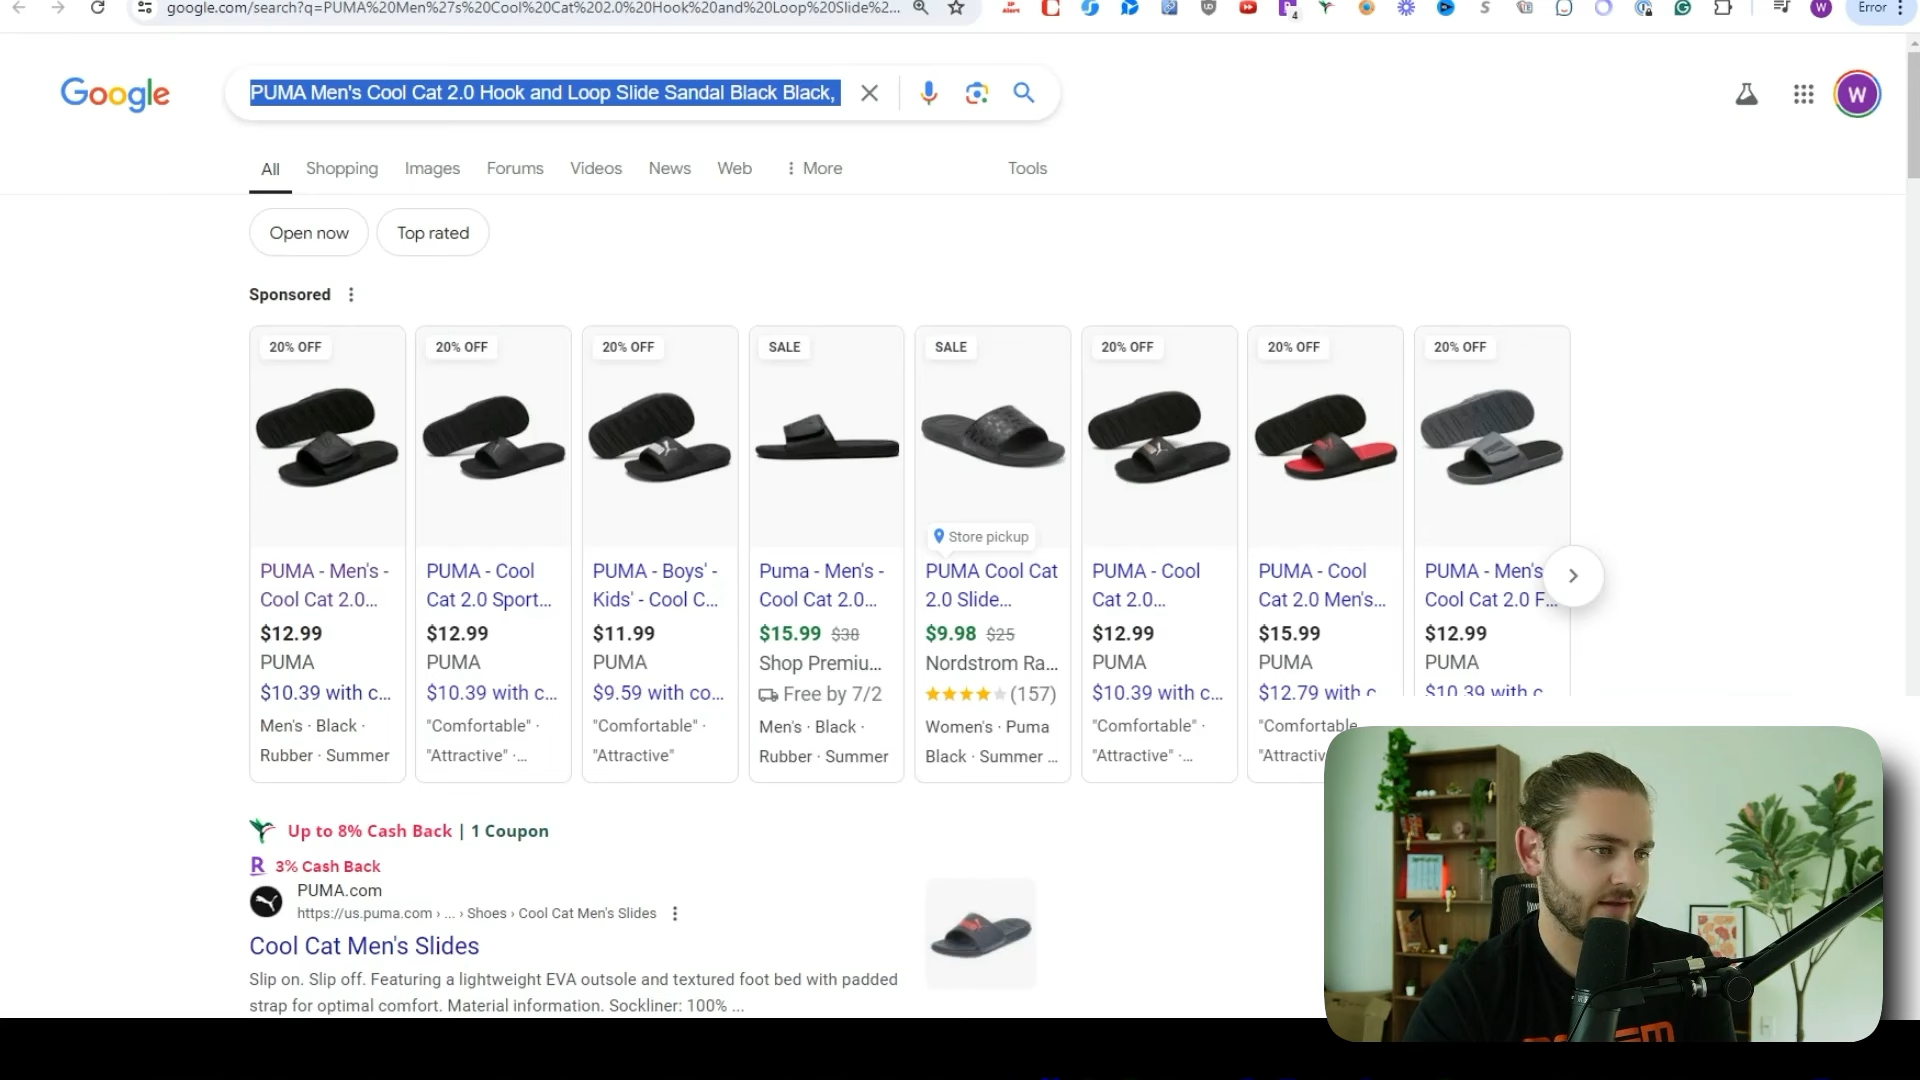 google.com/search?q=PUMA%20Men%27s%20Cool%20Cat%202.0%20Hook%20and%20Loop%20Slide%2...
Error
Google
PUMA Men's Cool Cat 2.0 Hook and Loop Slide Sandal Black Black,
W
All Shopping Images Forums Videos News Web More Tools
Open now Top rated
Sponsored
20% OFF 20% OFF 20% OFF SALE SALE 20% OFF 20% OFF 20% OFF
Store pickup
PUMA - Men's -
Cool Cat 2.0...
$12.99
PUMA
$10.39 with c...
Men's · Black ·
Rubber · Summer
PUMA - Cool
Cat 2.0 Sport...
$12.99
PUMA
$10.39 with c...
"Comfortable" ·
"Attractive" ·...
PUMA - Boys' -
Kids' - Cool C...
$11.99
PUMA
$9.59 with co...
"Comfortable" ·
"Attractive"
Puma - Men's -
Cool Cat 2.0...
$15.99 $38
Shop Premiu...
Free by 7/2
Men's · Black ·
Rubber · Summer
PUMA Cool Cat
2.0 Slide...
$9.98 $25
Nordstrom Ra...
(157)
Women's · Puma
Black · Summer ...
PUMA - Cool
Cat 2.0...
$12.99
PUMA
$10.39 with c...
"Comfortable" ·
"Attractive" ·...
PUMA - Cool
Cat 2.0 Men's...
$15.99
PUMA
$12.79 with c
"Comfortable
"Attractiv
PUMA - Men's
Cool Cat 2.0 F...
$12.99
PUMA
$10.39 with c
Up to 8% Cash Back | 1 Coupon
R 3% Cash Back
PUMA.com
https://us.puma.com › ... › Shoes › Cool Cat Men's Slides
Cool Cat Men's Slides
Slip on. Slip off. Featuring a lightweight EVA outsole and textured foot bed with padded
strap for optimal comfort. Material information. Sockliner: 100% ...